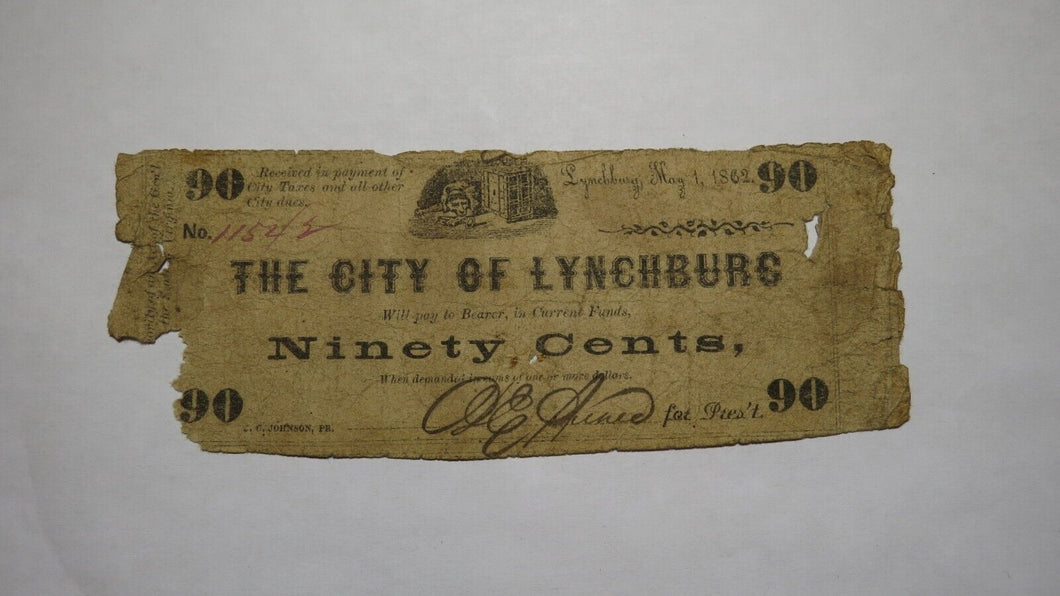 90
Received in payment of
City Taxes and all other
City dues.
Lynchburg, May 1, 1862.
90
No. 11542
THE CITY OF LYNCHBURG
Will pay to Bearer, in Current Funds,
Ninety Cents,
When demanded in sums of one or more dollars.
90
C. JOHNSON, PR.
for Pres't.
90